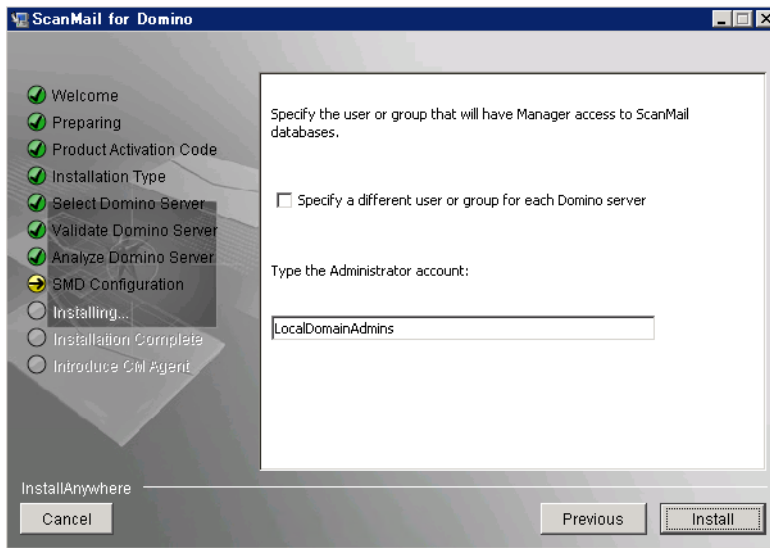 ScanMail for Domino
Welcome
Preparing
Product Activation Code
Installation Type
Select Domino Server
Validate Domino Server
Analyze Domino Server
SMD Configuration
Installing...
Installation Complete
Introduce CM Agent
Specify the user or group that will have Manager access to ScanMail
databases.
Specify a different user or group for each Domino server
Type the Administrator account:
LocalDomainAdmins
InstallAnywhere
Cancel
Previous
Install